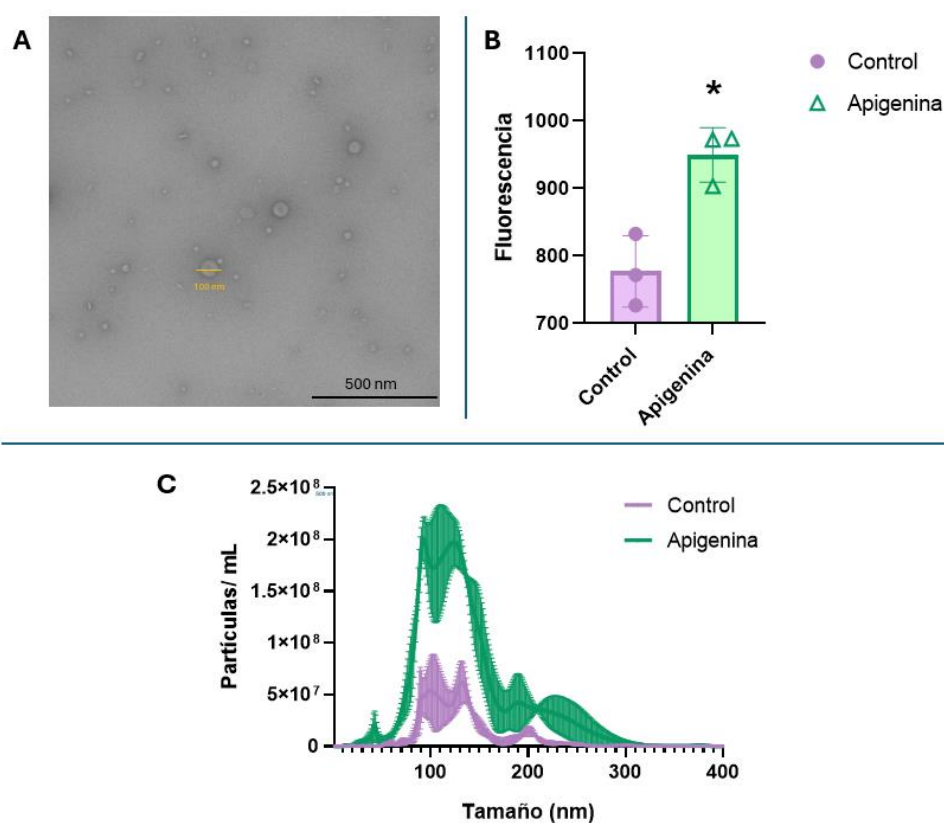 A
100 nm
500 nm
B
1100
1000
900
800
700
Fluorescencia
*
Control
Apigenina
Control
Apigenina
C
2.5×10⁸
2×10⁸
1.5×10⁸
1×10⁸
5×10⁷
0
Partículas/ mL
100
200
300
400
Tamaño (nm)
Control
Apigenina